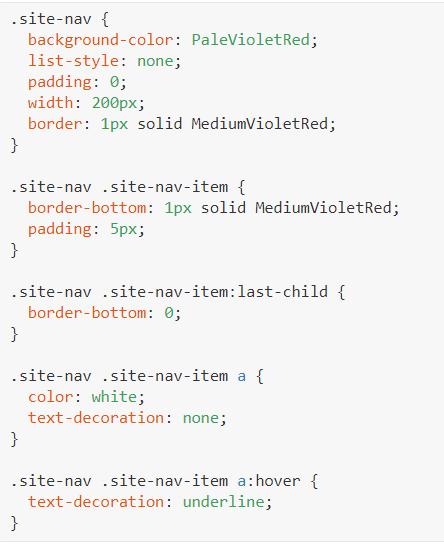 .site-nav {
  background-color: PaleVioletRed;
  list-style: none;
  padding: 0;
  width: 200px;
  border: 1px solid MediumVioletRed;
}

.site-nav .site-nav-item {
  border-bottom: 1px solid MediumVioletRed;
  padding: 5px;
}

.site-nav .site-nav-item:last-child {
  border-bottom: 0;
}

.site-nav .site-nav-item a {
  color: white;
  text-decoration: none;
}

.site-nav .site-nav-item a:hover {
  text-decoration: underline;
}